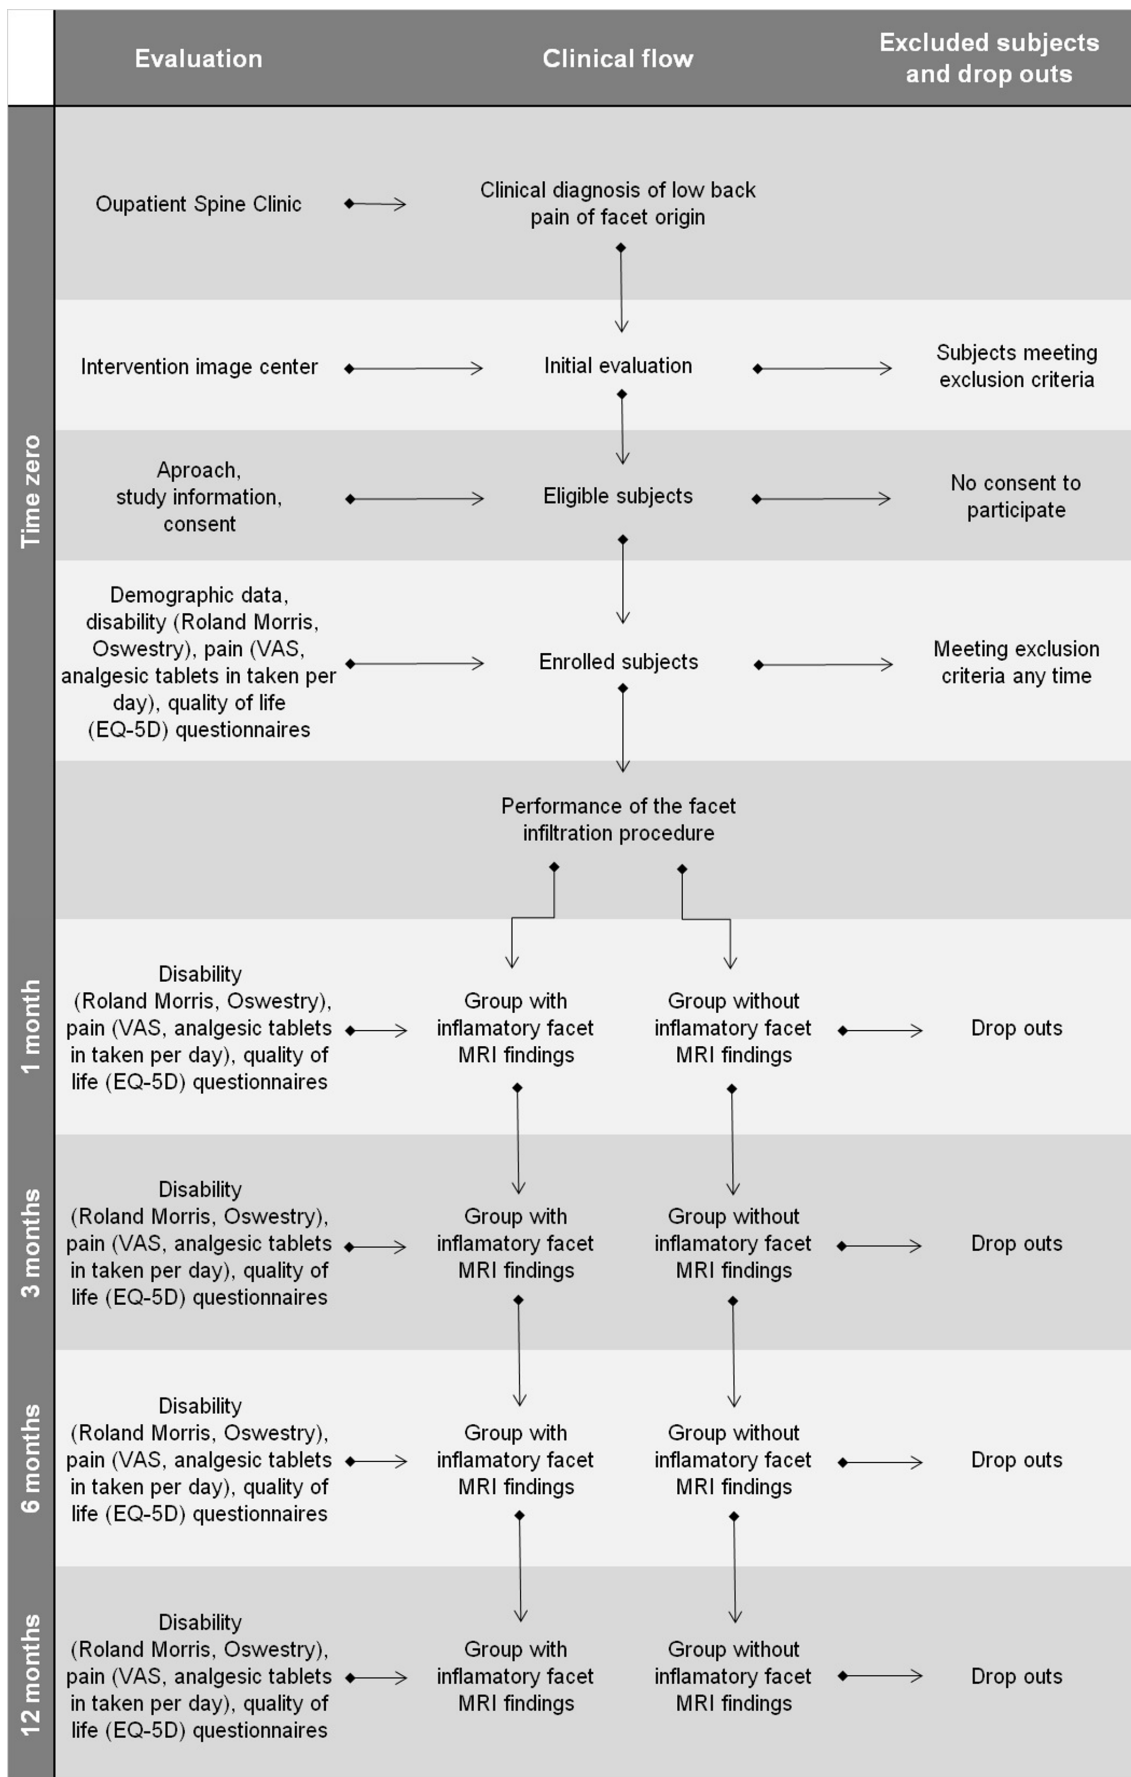 Evaluation
Clinical flow
Excluded subjects
and drop outs
Time zero
Oupatient Spine Clinic
Clinical diagnosis of low back
pain of facet origin
Intervention image center
Initial evaluation
Subjects meeting
exclusion criteria
Aproach,
study information,
consent
Eligible subjects
No consent to
participate
Demographic data,
disability (Roland Morris,
Oswestry), pain (VAS,
analgesic tablets in taken per
day), quality of life
(EQ-5D) questionnaires
Enrolled subjects
Meeting exclusion
criteria any time
Performance of the facet
infiltration procedure
1 month
Disability
(Roland Morris, Oswestry),
pain (VAS, analgesic tablets
in taken per day), quality of
life (EQ-5D) questionnaires
Group with
inflamatory facet
MRI findings
Group without
inflamatory facet
MRI findings
Drop outs
3 months
Disability
(Roland Morris, Oswestry),
pain (VAS, analgesic tablets
in taken per day), quality of
life (EQ-5D) questionnaires
Group with
inflamatory facet
MRI findings
Group without
inflamatory facet
MRI findings
Drop outs
6 months
Disability
(Roland Morris, Oswestry),
pain (VAS, analgesic tablets
in taken per day), quality of
life (EQ-5D) questionnaires
Group with
inflamatory facet
MRI findings
Group without
inflamatory facet
MRI findings
Drop outs
12 months
Disability
(Roland Morris, Oswestry),
pain (VAS, analgesic tablets
in taken per day), quality of
life (EQ-5D) questionnaires
Group with
inflamatory facet
MRI findings
Group without
inflamatory facet
MRI findings
Drop outs